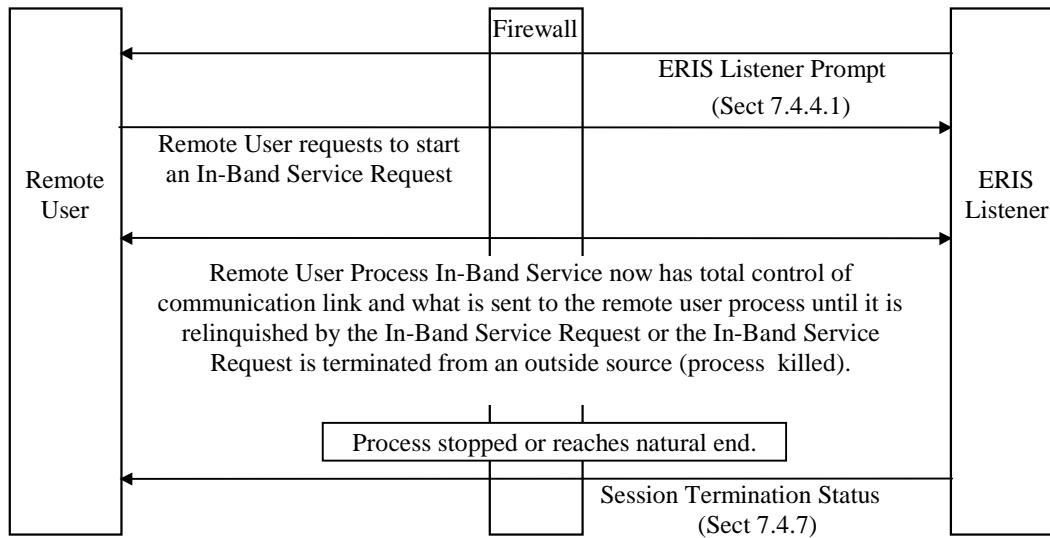 Firewall
ERIS Listener Prompt
(Sect 7.4.4.1)
Remote User requests to start
an In-Band Service Request
Remote
User
ERIS
Listener
Remote User Process In-Band Service now has total control of
communication link and what is sent to the remote user process until it is
relinquished by the In-Band Service Request or the In-Band Service
Request is terminated from an outside source (process killed).
Process stopped or reaches natural end.
Session Termination Status
(Sect 7.4.7)